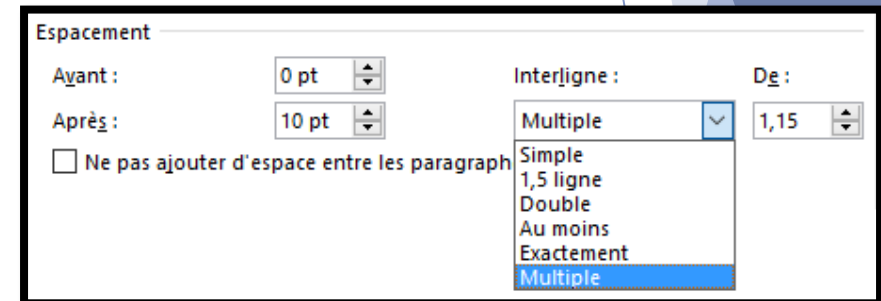 Espacement
Avant : 0 pt Interligne : De :
Après : 10 pt Multiple 1,15
Ne pas ajouter d'espace entre les paragraph
Simple
1,5 ligne
Double
Au moins
Exactement
Multiple